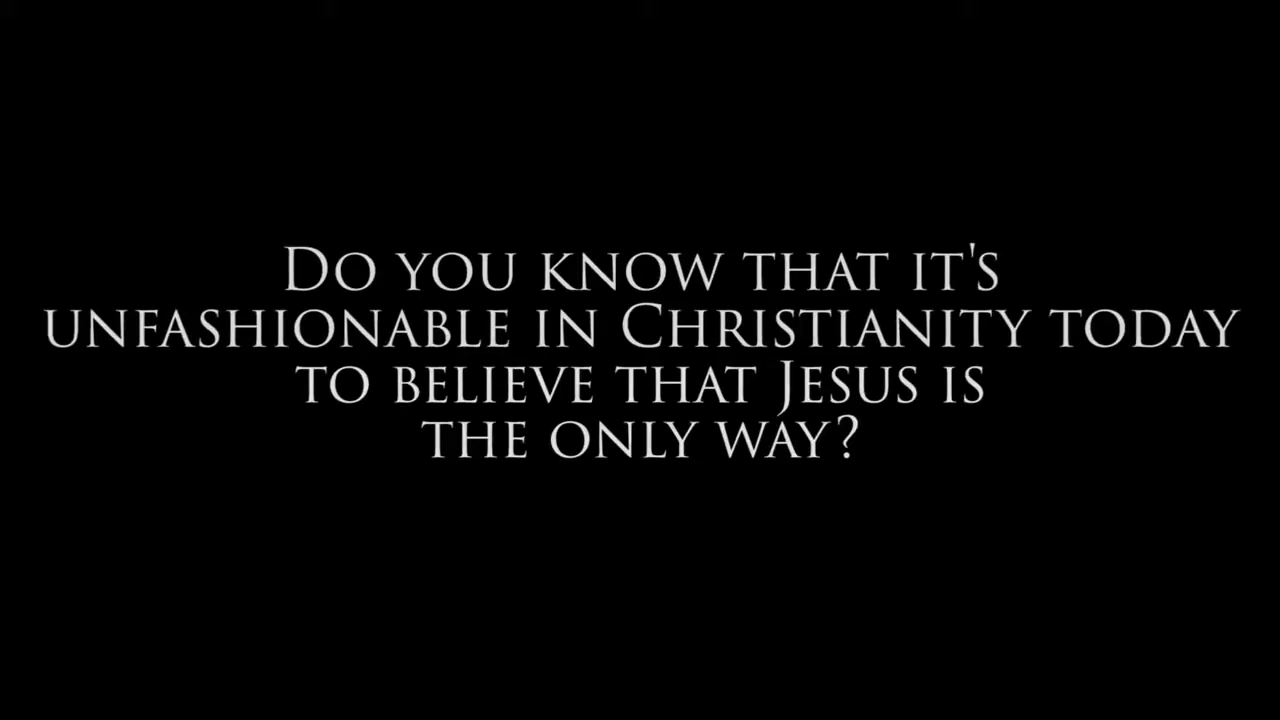 Do you know that it's
unfashionable in Christianity today
to believe that Jesus is
the only way?